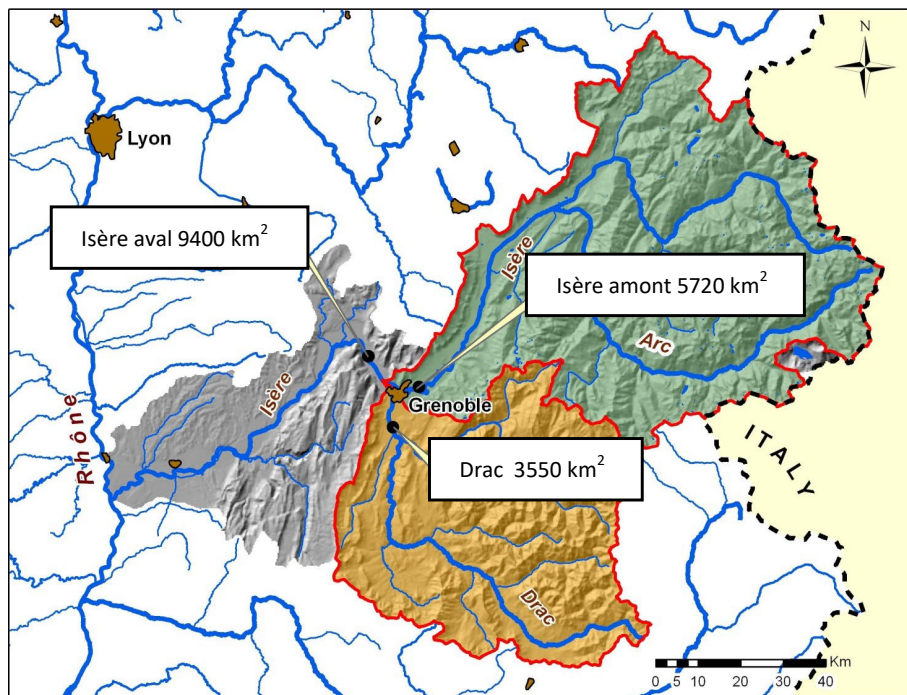 N
Lyon
Isère aval 9400 km²
Isère
Isère amont 5720 km²
Arc
Isère
Grenoble
Rhône
ITALY
Drac 3550 km²
Drac
Km
0 5 10 20 30 40